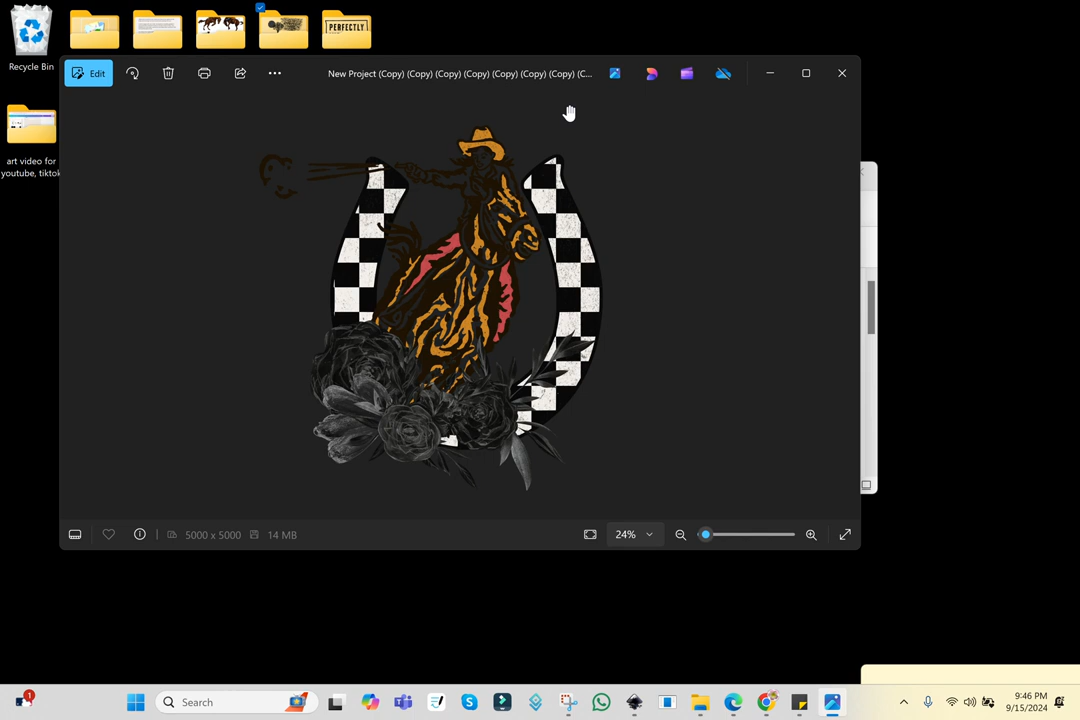 PERFECTLY
Recycle Bin
Edit
New Project (Copy) (Copy) (Copy) (Copy) (Copy) (Copy) (Copy) (C...
art video for
youtube, tiktok
5000 x 5000
14 MB
24%
1
Search
9:46 PM
9/15/2024